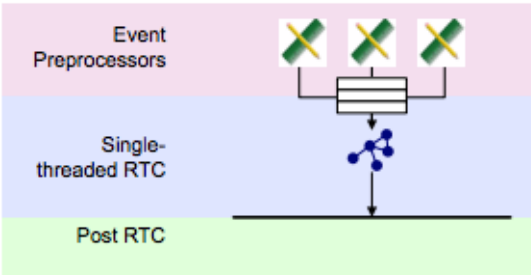 Event
Preprocessors
Single-
threaded RTC
Post RTC